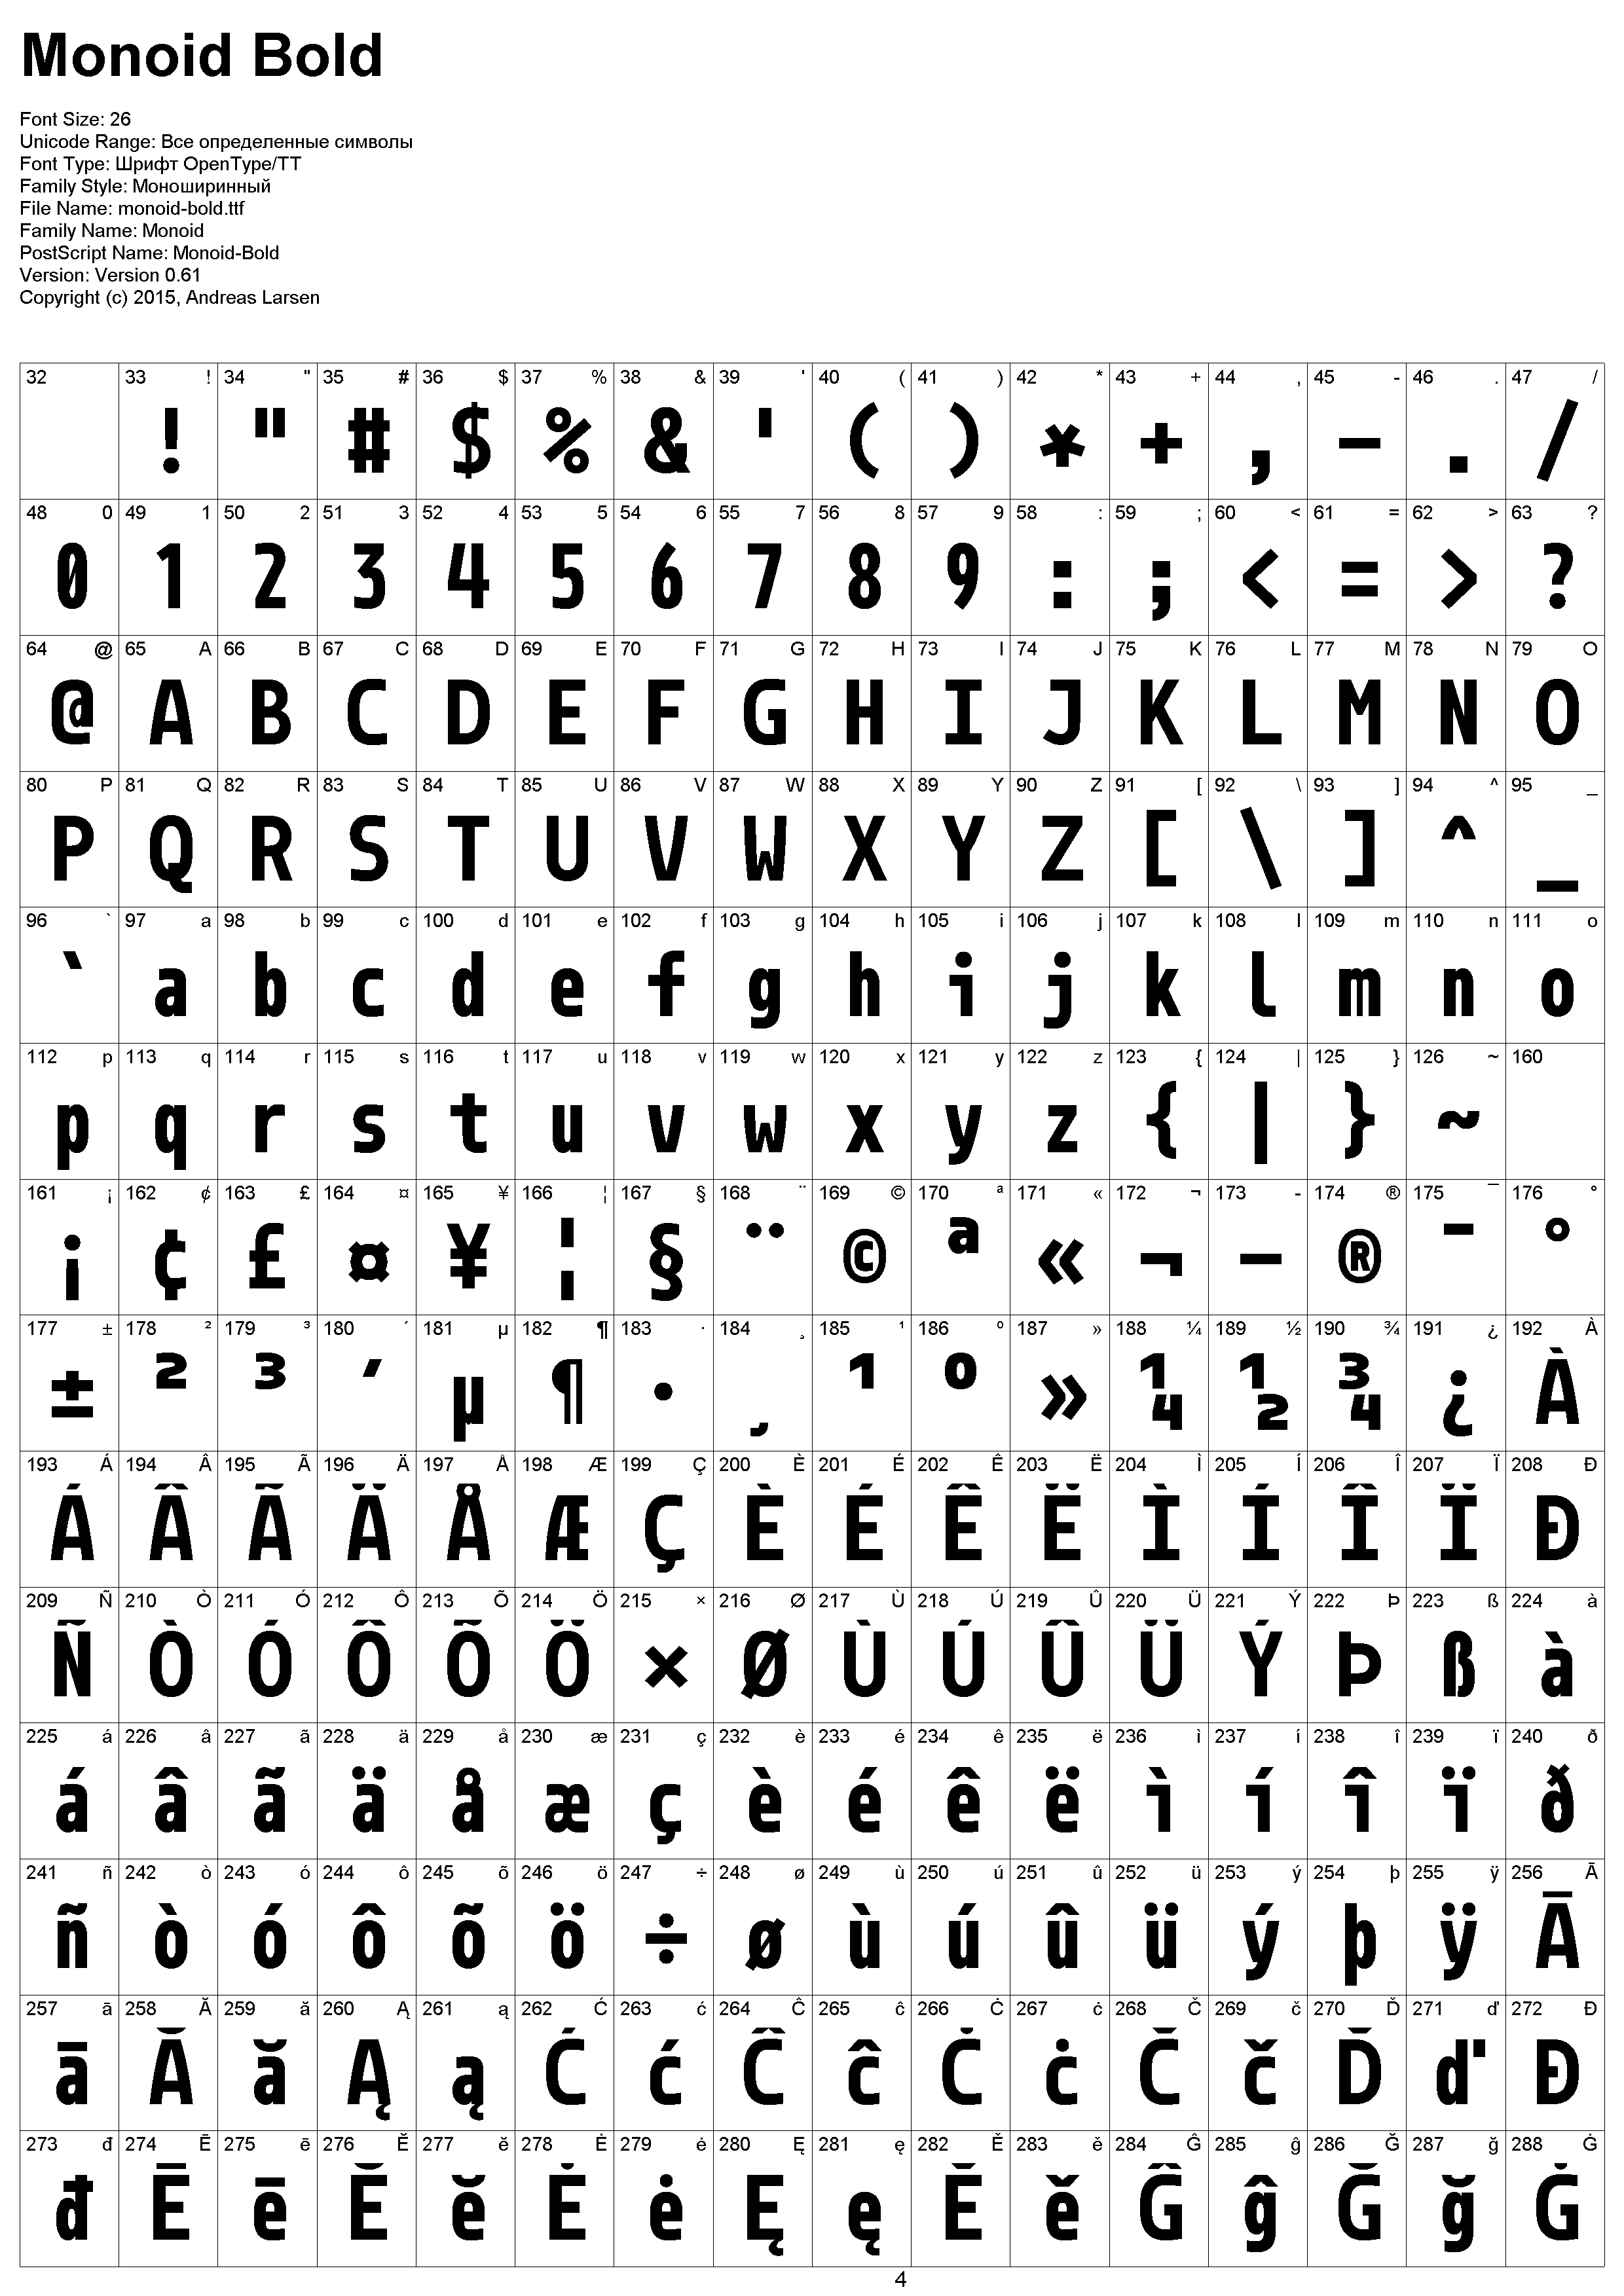 Monoid Bold
Font Size: 26
Unicode Range: Все определенные символы
Font Type: Шрифт OpenType/TT
Family Style: Моноширинный
File Name: monoid-bold.ttf
Family Name: Monoid
PostScript Name: Monoid-Bold
Version: Version 0.61
Copyright (c) 2015, Andreas Larsen
32 33 ! 34 " 35 # 36 $ 37 % 38 & 39 ' 40 ( 41 ) 42 * 43 + 44 , 45 - 46 . 47 /
! " # $ % & ' ( ) * + , - . /
48 0 49 1 50 2 51 3 52 4 53 5 54 6 55 7 56 8 57 9 58 : 59 ; 60 < 61 = 62 > 63 ?
0 1 2 3 4 5 6 7 8 9 : ; < = > ?
64 @ 65 A 66 B 67 C 68 D 69 E 70 F 71 G 72 H 73 I 74 J 75 K 76 L 77 M 78 N 79 O
@ A B C D E F G H I J K L M N O
80 P 81 Q 82 R 83 S 84 T 85 U 86 V 87 W 88 X 89 Y 90 Z 91 [ 92 \ 93 ] 94 ^ 95 _
P Q R S T U V W X Y Z [ \ ] ^ _
96 ` 97 a 98 b 99 c 100 d 101 e 102 f 103 g 104 h 105 i 106 j 107 k 108 l 109 m 110 n 111 o
` a b c d e f g h i j k l m n o
112 p 113 q 114 r 115 s 116 t 117 u 118 v 119 w 120 x 121 y 122 z 123 { 124 | 125 } 126 ~ 160
p q r s t u v w x y z { | } ~
161 ¡ 162 ¢ 163 £ 164 ¤ 165 ¥ 166 ¦ 167 § 168 ¨ 169 © 170 ª 171 « 172 ¬ 173 - 174 ® 175 ¯ 176 °
¡ ¢ £ ¤ ¥ ¦ § ¨ © ª « ¬ - ® ¯ °
177 ± 178 ² 179 ³ 180 ´ 181 µ 182 ¶ 183 · 184 ¸ 185 ¹ 186 º 187 » 188 ¼ 189 ½ 190 ¾ 191 ¿ 192 À
± ² ³ ´ µ ¶ · ¸ ¹ º » ¼ ½ ¾ ¿ À
193 Á 194 Â 195 Ã 196 Ä 197 Å 198 Æ 199 Ç 200 È 201 É 202 Ê 203 Ë 204 Ì 205 Í 206 Î 207 Ï 208 Ð
Á Â Ã Ä Å Æ Ç È É Ê Ë Ì Í Î Ï Ð
209 Ñ 210 Ò 211 Ó 212 Ô 213 Õ 214 Ö 215 × 216 Ø 217 Ù 218 Ú 219 Û 220 Ü 221 Ý 222 Þ 223 ß 224 à
Ñ Ò Ó Ô Õ Ö × Ø Ù Ú Û Ü Ý Þ ß à
225 á 226 â 227 ã 228 ä 229 å 230 æ 231 ç 232 è 233 é 234 ê 235 ë 236 ì 237 í 238 î 239 ï 240 ð
á â ã ä å æ ç è é ê ë ì í î ï ð
241 ñ 242 ò 243 ó 244 ô 245 õ 246 ö 247 ÷ 248 ø 249 ù 250 ú 251 û 252 ü 253 ý 254 þ 255 ÿ 256 Ā
ñ ò ó ô õ ö ÷ ø ù ú û ü ý þ ÿ Ā
257 ā 258 Ă 259 ă 260 Ą 261 ą 262 Ć 263 ć 264 Ĉ 265 ĉ 266 Ċ 267 ċ 268 Č 269 č 270 Ď 271 ď 272 Đ
ā Ă ă Ą ą Ć ć Ĉ ĉ Ċ ċ Č č Ď ď Đ
273 đ 274 Ē 275 ē 276 Ĕ 277 ĕ 278 Ė 279 ė 280 Ę 281 ę 282 Ě 283 ě 284 Ĝ 285 ĝ 286 Ğ 287 ğ 288 Ġ
đ Ē ē Ĕ ĕ Ė ė Ę ę Ě ě Ĝ ĝ Ğ ğ Ġ
4